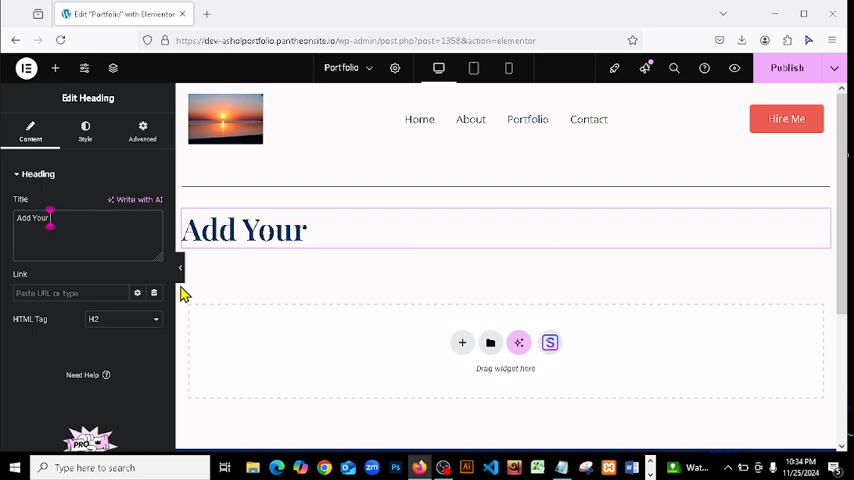 Edit "Portfolio" with Elementor
https://dev-asholportfolio.pantheonsite.io/wp-admin/post.php?post=1358&action=elementor
Portfolio
Publish
Edit Heading
Content
Style
Advanced
Heading
Title
Write with AI
Add Your
Link
Paste URL or type
HTML Tag
H2
Need Help
PRO
Home
About
Portfolio
Contact
Hire Me
Add Your
Drag widget here
Type here to search
Wat...
10:34 PM
11/25/2024